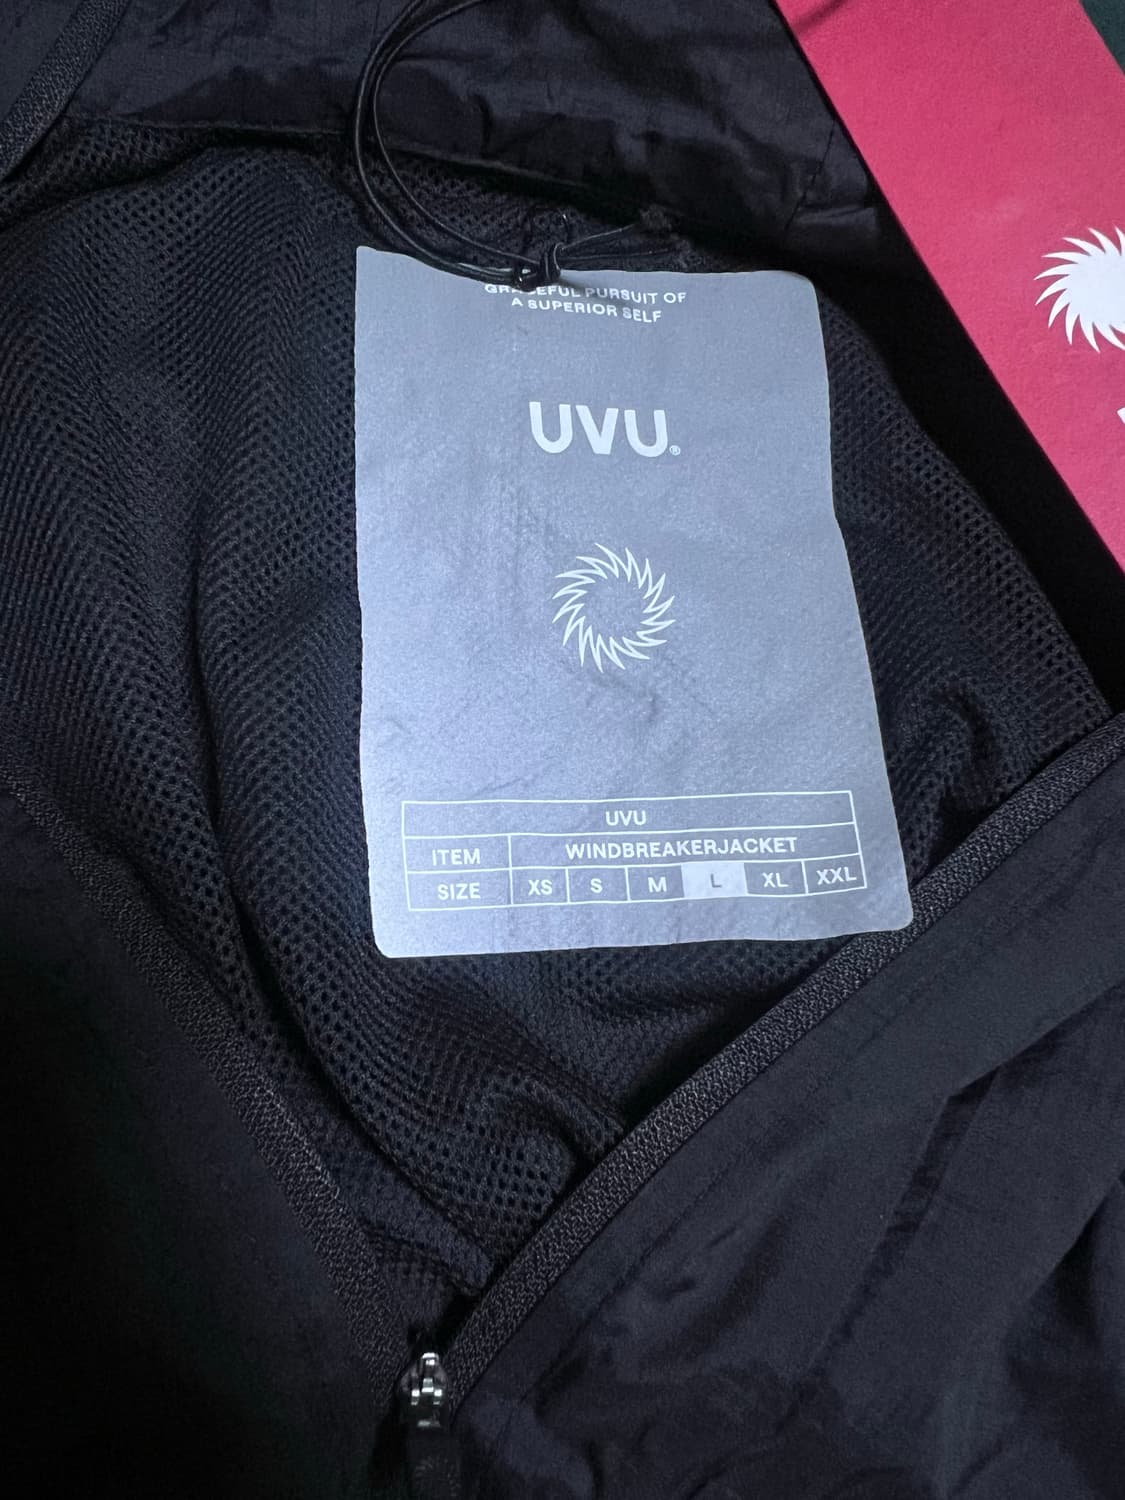 GRACEFUL PURSUIT OF
A SUPERIOR SELF
UVU®
UVU
ITEM WINDBREAKERJACKET
SIZE XS S M L XL XXL